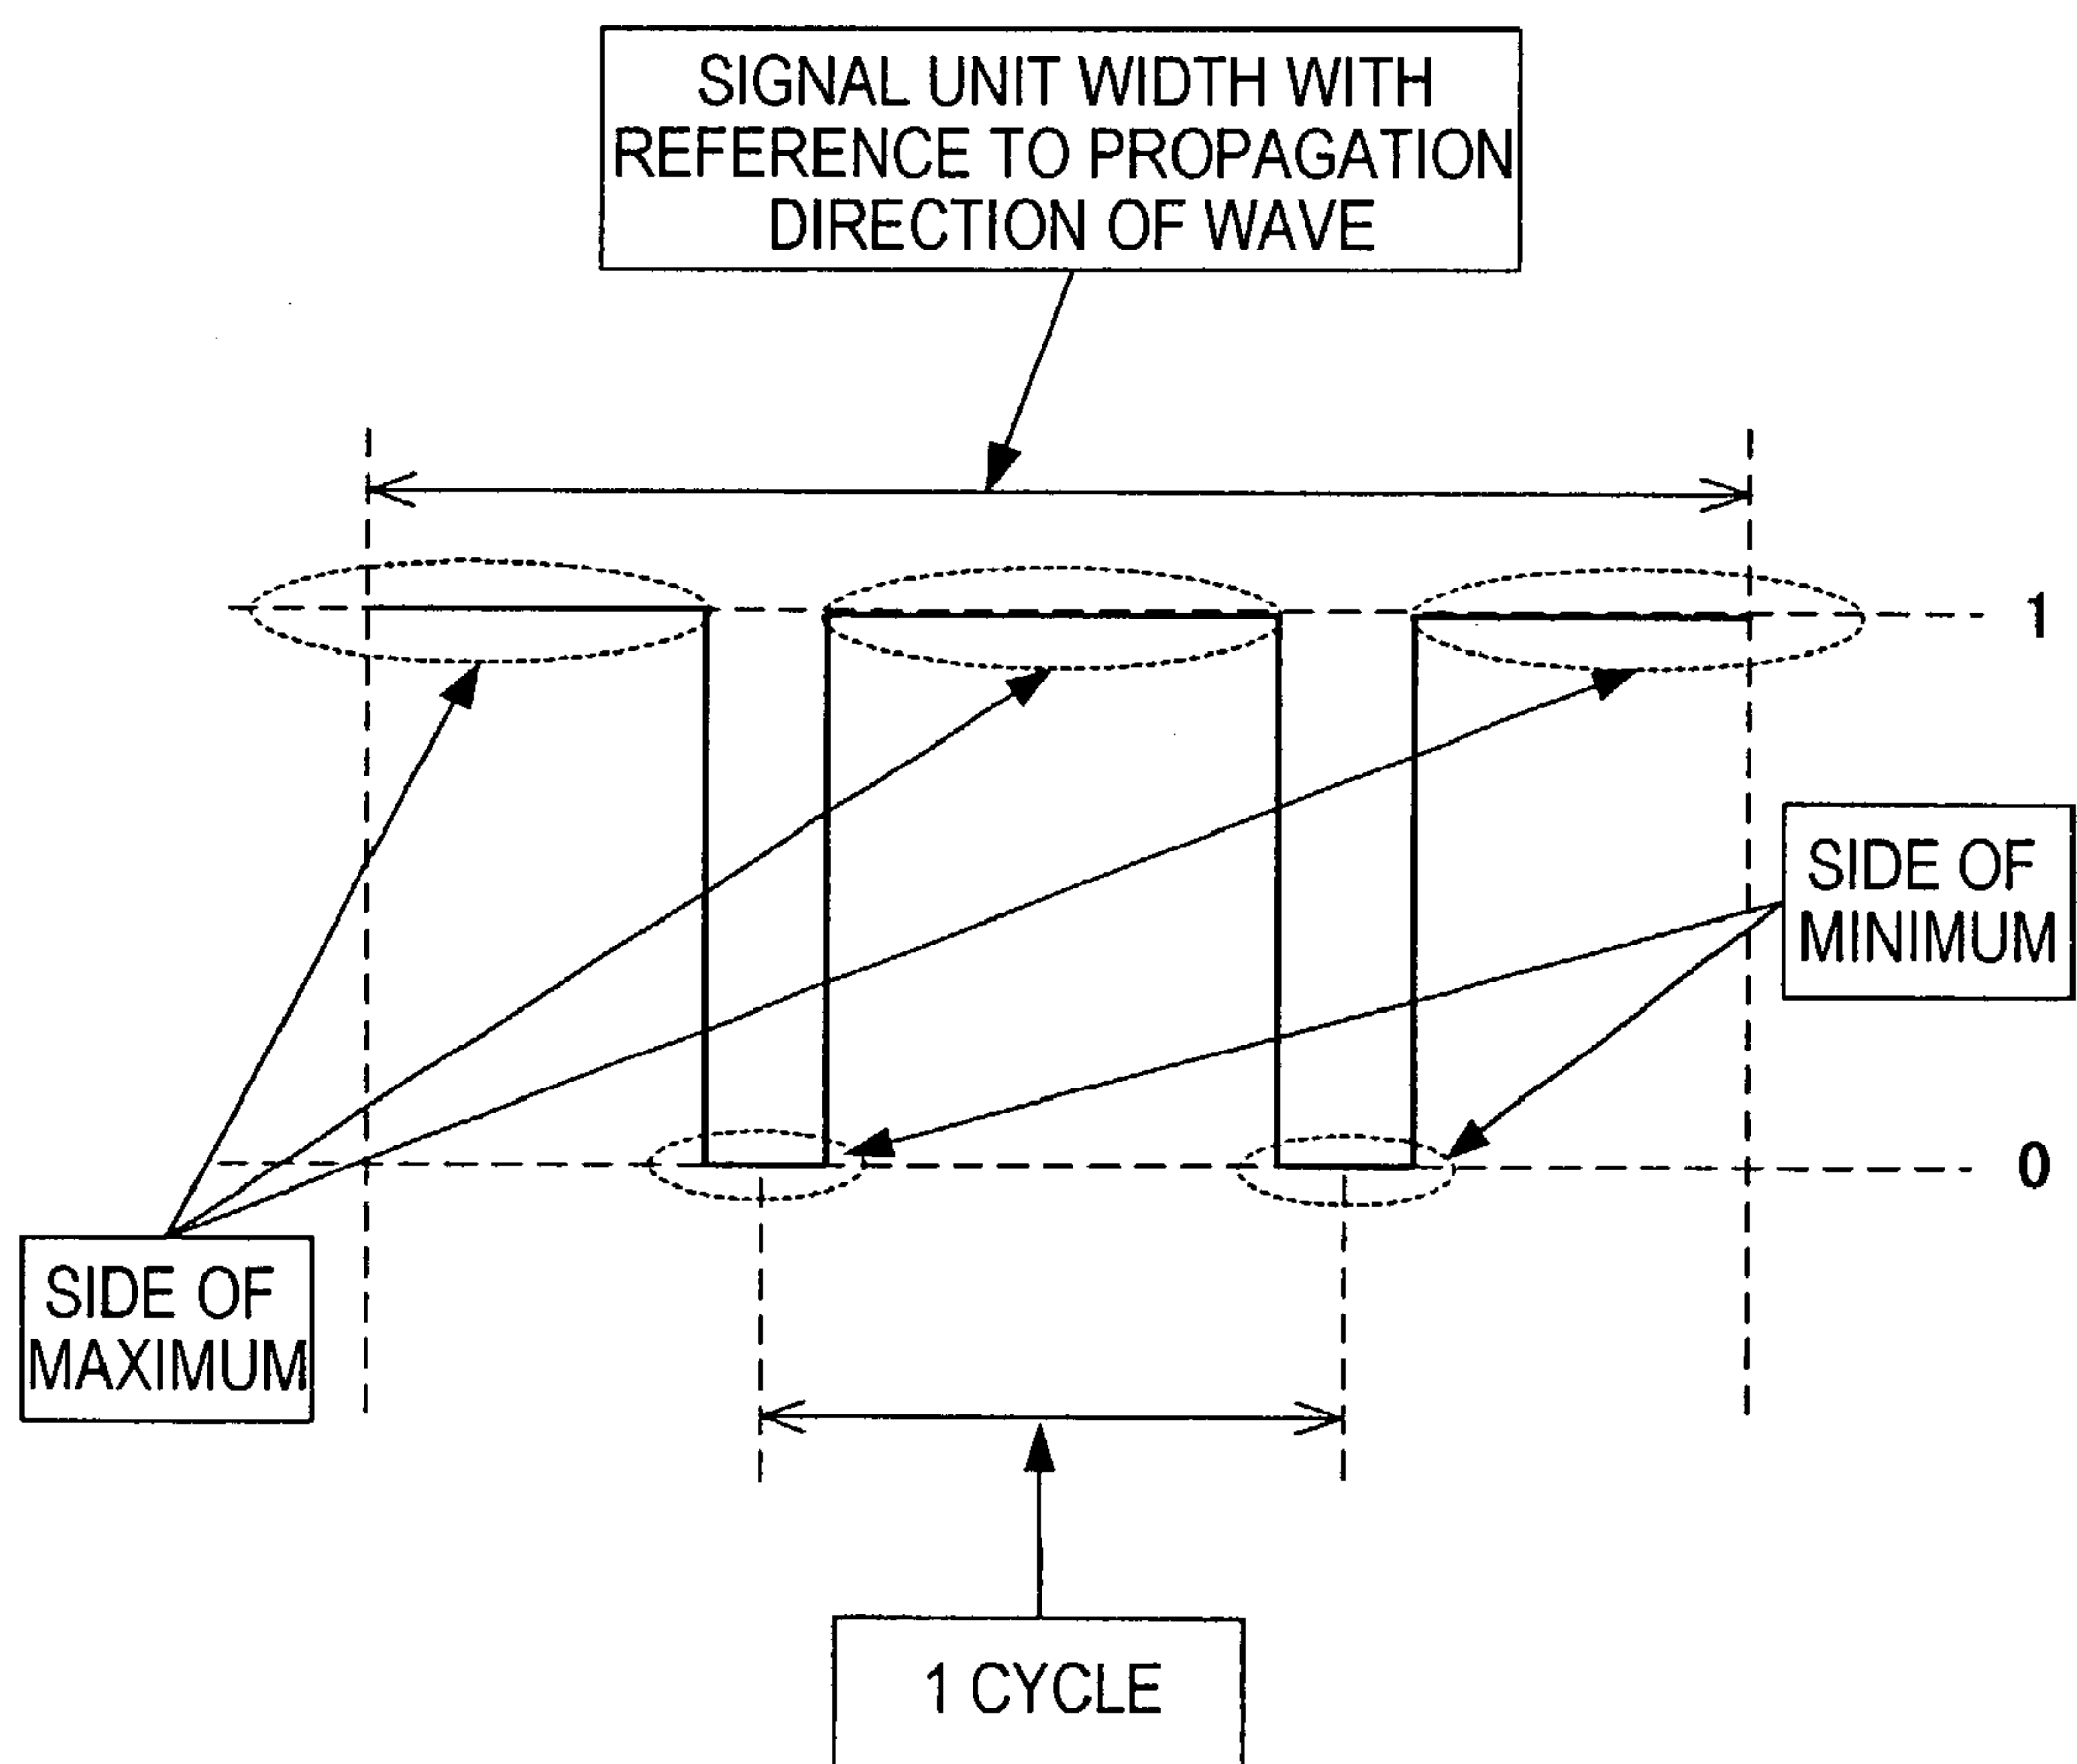 SIGNAL UNIT WIDTH WITH
REFERENCE TO PROPAGATION
DIRECTION OF WAVE
1
SIDE OF
MINIMUM
0
SIDE OF
MAXIMUM
1 CYCLE